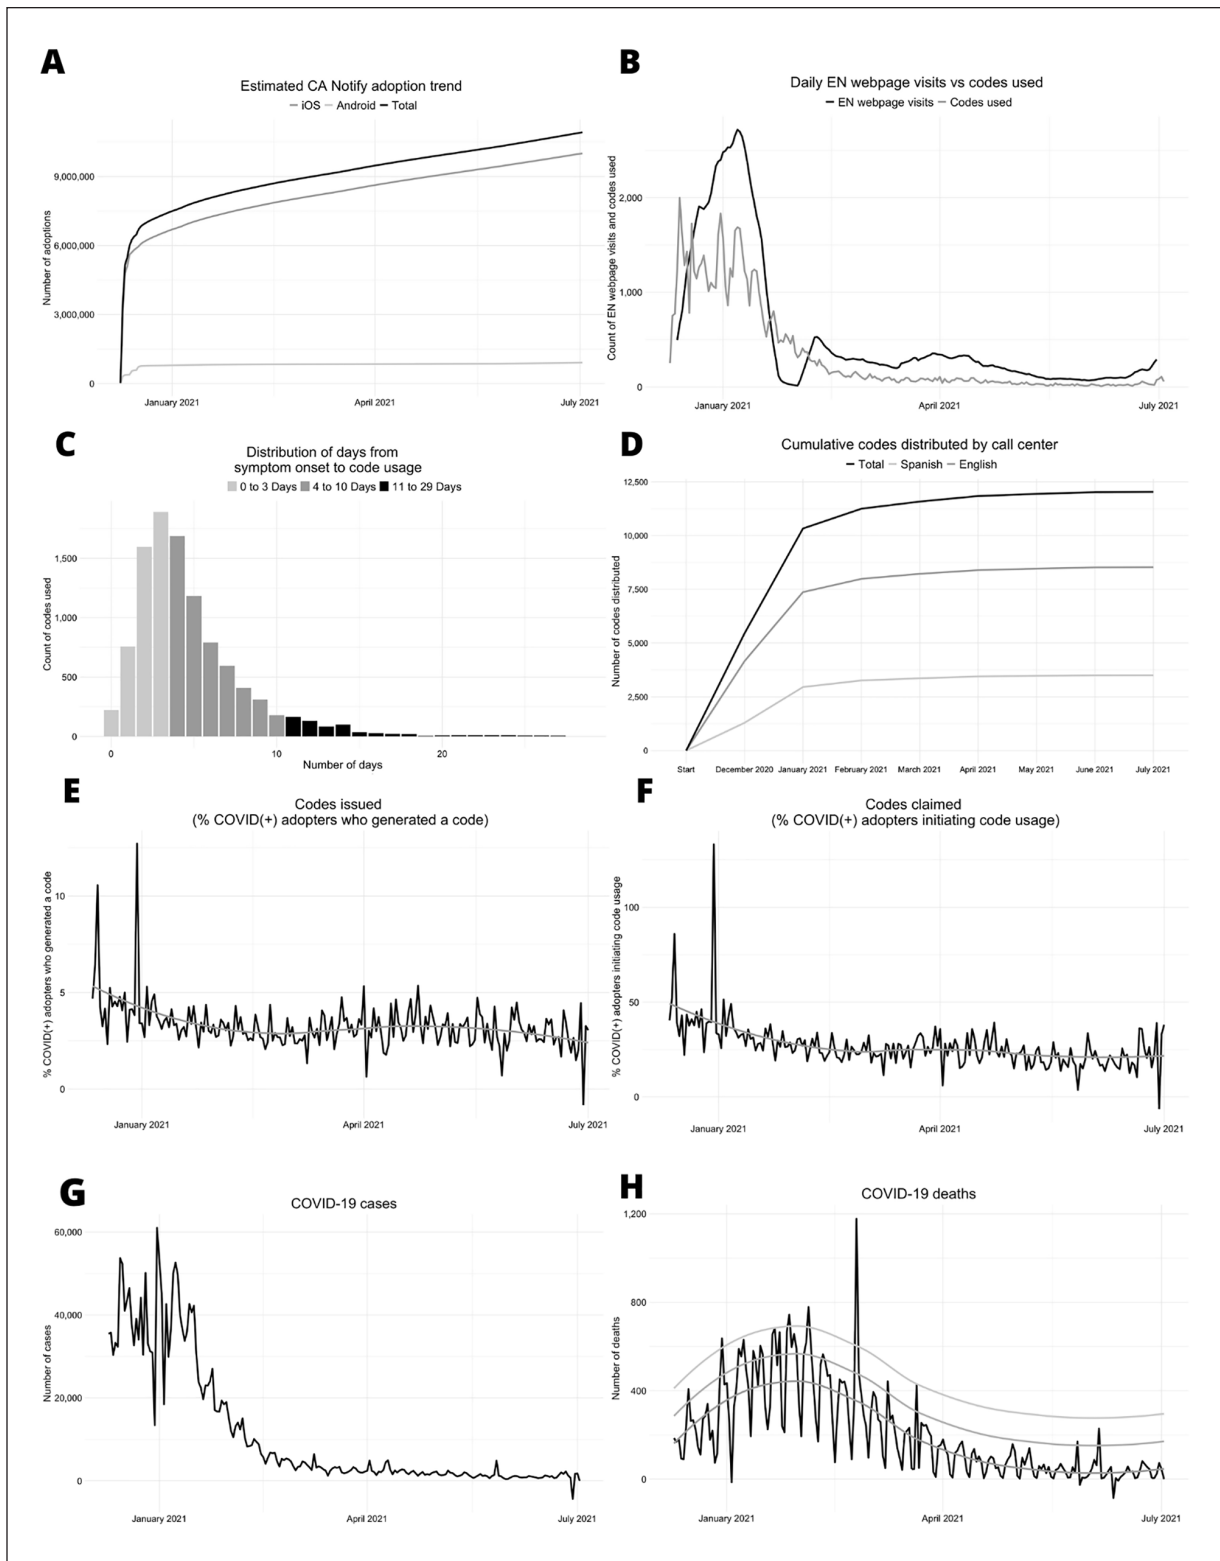 A
Estimated CA Notify adoption trend
iOS Android Total
Number of adoptions
9,000,000
6,000,000
3,000,000
0
January 2021 April 2021 July 2021
B
Daily EN webpage visits vs codes used
EN webpage visits Codes used
Count of EN webpage visits and codes used
2,000
1,000
0
January 2021 April 2021 July 2021
C
Distribution of days from
symptom onset to code usage
0 to 3 Days 4 to 10 Days 11 to 29 Days
Count of codes used
1,500
1,000
500
0
0 10 20
Number of days
D
Cumulative codes distributed by call center
Total Spanish English
Number of codes distributed
12,500
10,000
7,500
5,000
2,500
0
Start December 2020 January 2021 February 2021 March 2021 April 2021 May 2021 June 2021 July 2021
E
Codes issued
(% COVID(+) adopters who generated a code)
% COVID(+) adopters who generated a code
10
5
0
January 2021 April 2021 July 2021
F
Codes claimed
(% COVID(+) adopters initiating code usage)
% COVID(+) adopters initiating code usage
100
50
0
January 2021 April 2021 July 2021
G
COVID-19 cases
Number of cases
60,000
40,000
20,000
0
January 2021 April 2021 July 2021
H
COVID-19 deaths
Number of deaths
1,200
800
400
0
January 2021 April 2021 July 2021